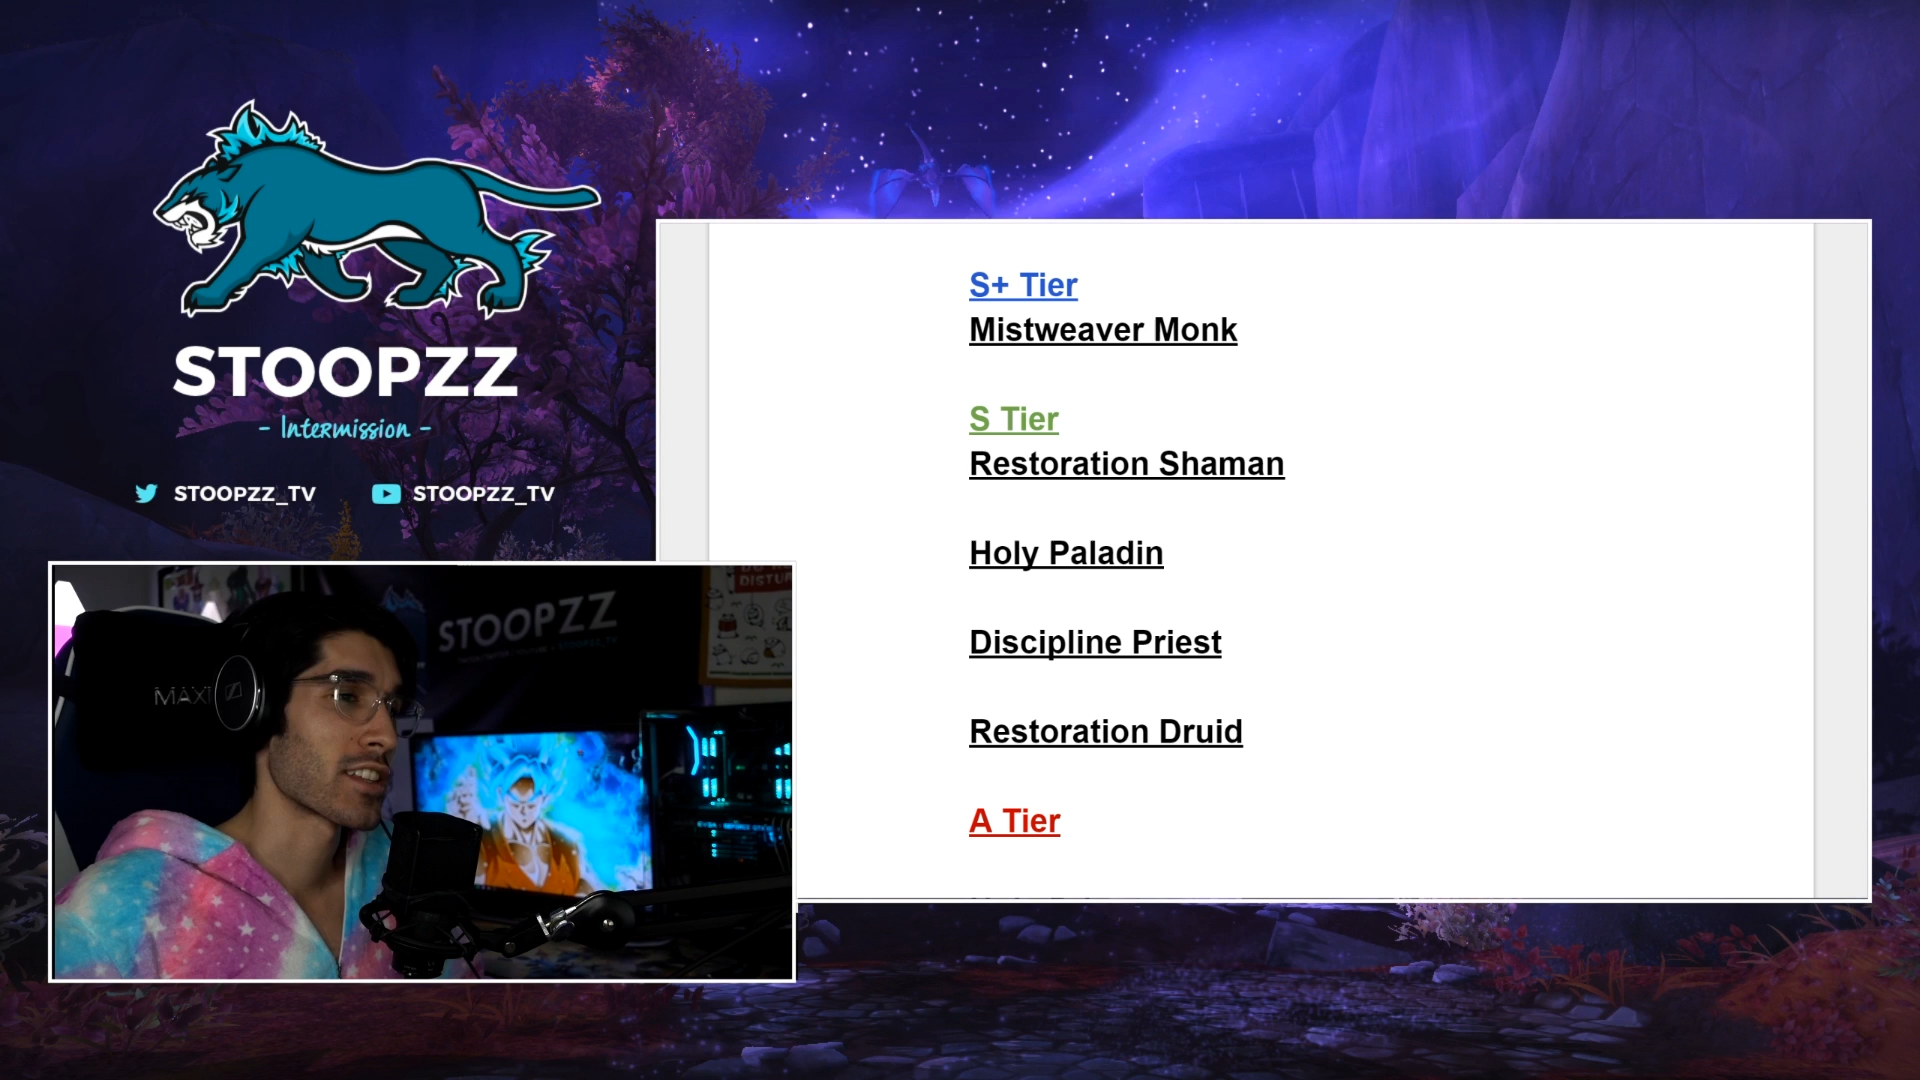 STOOPZZ
- Intermission -
STOOPZZ_TV
STOOPZZ_TV
S+ Tier
Mistweaver Monk
S Tier
Restoration Shaman
Holy Paladin
Discipline Priest
Restoration Druid
A Tier
DISTUR
STOOPZZ
MAXI